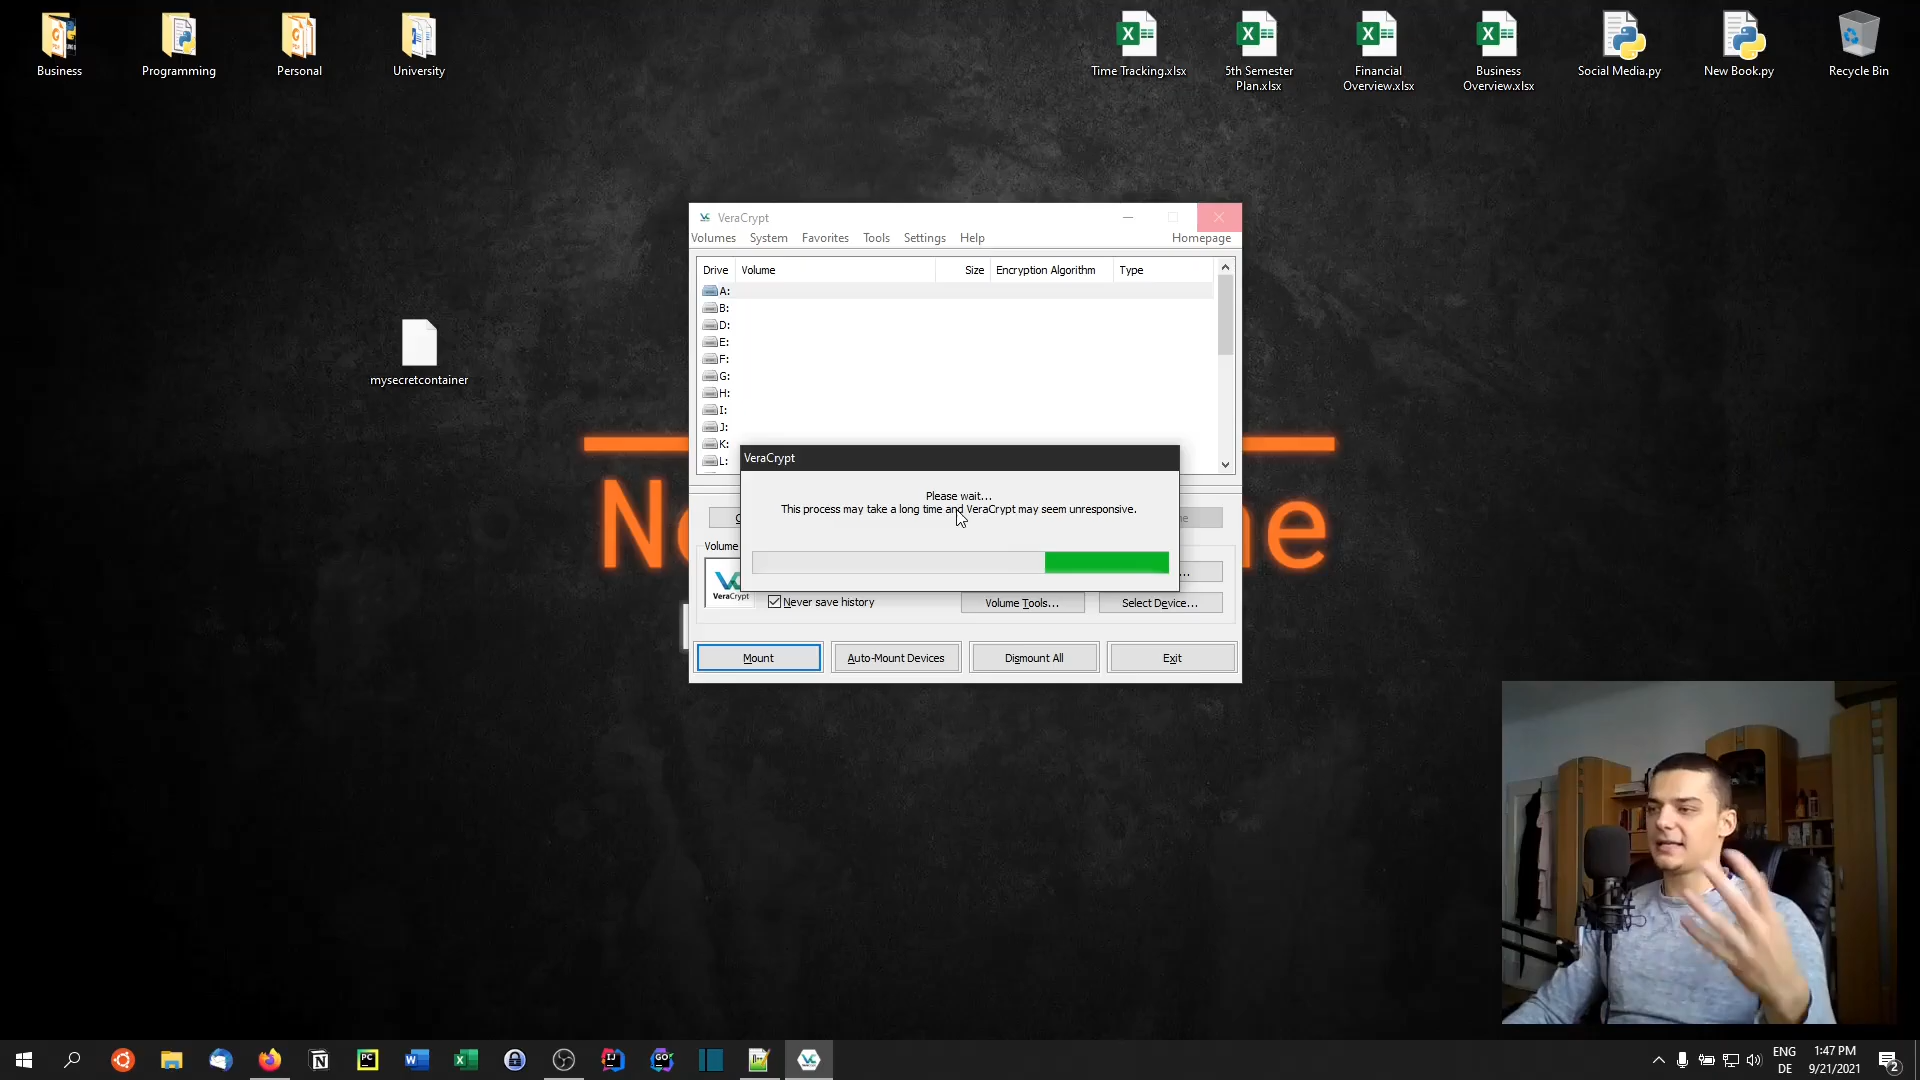 Business
Programming
Personal
University
Time Tracking.xlsx
5th Semester
Plan.xlsx
Financial
Overview.xlsx
Business
Overview.xlsx
Social Media.py
New Book.py
Recycle Bin
mysecretcontainer
VeraCrypt
Volumes System Favorites Tools Settings Help Homepage
Drive Volume Size Encryption Algorithm Type
A:
B:
D:
E:
F:
G:
H:
I:
J:
K:
L:
VeraCrypt
Please wait...
This process may take a long time and VeraCrypt may seem unresponsive.
Volume
VeraCrypt
Never save history
Volume Tools...
Select Device...
Mount
Auto-Mount Devices
Dismount All
Exit
ENG
DE
1:47 PM
9/21/2021
2